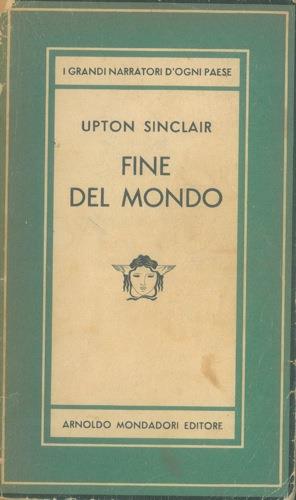 I GRANDI NARRATORI D'OGNI PAESE
UPTON SINCLAIR
FINE
DEL MONDO
ARNOLDO MONDADORI EDITORE